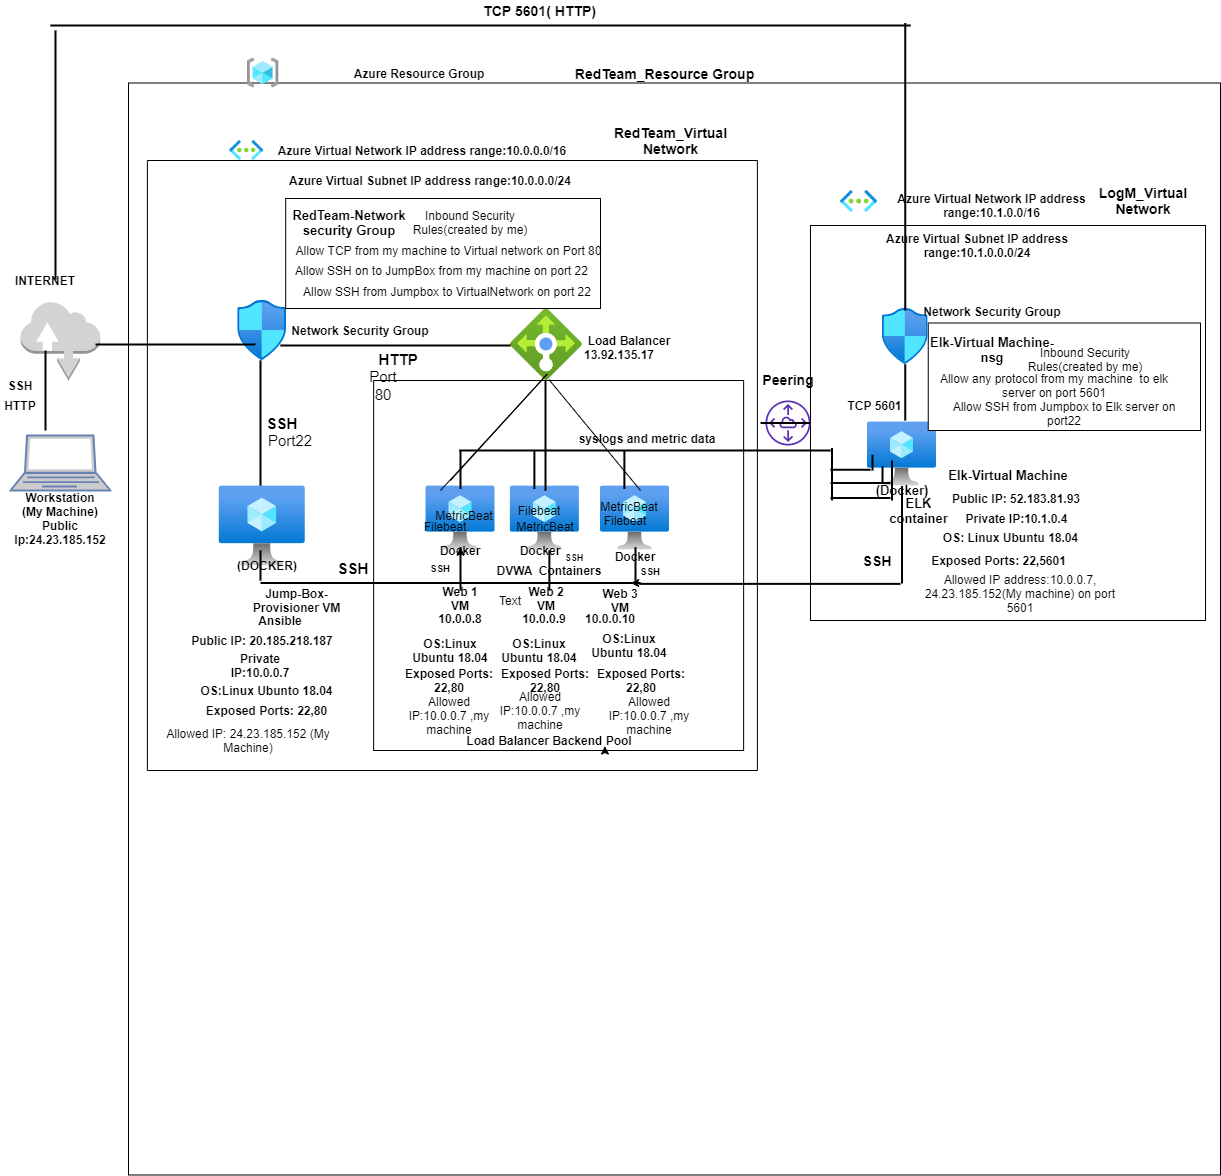 TCP 5601( HTTP)
Azure Resource Group
RedTeam_Resource Group
RedTeam_Virtual
Network
Azure Virtual Network IP address range:10.0.0.0/16
Azure Virtual Subnet IP address range:10.0.0.0/24
RedTeam-Network
security Group
Inbound Security
Rules(created by me)
Allow TCP from my machine to Virtual network on Port 80
Allow SSH on to JumpBox from my machine on port 22
Allow SSH from Jumpbox to VirtualNetwork on port 22
Azure Virtual Network IP address
range:10.1.0.0/16
LogM_Virtual
Network
Azure Virtual Subnet IP address
range:10.1.0.0.0/24
INTERNET
Network Security Group
Load Balancer
13.92.135.17
HTTP
Port
80
Network Security Group
Elk-Virtual Machine-
nsg
Inbound Security
Rules(created by me)
Allow any protocol from my machine to elk
server on port 5601
Allow SSH from Jumpbox to Elk server on
port22
SSH
HTTP
Peering
TCP 5601
SSH
Port22
syslogs and metric data
Workstation
(My Machine)
Public
Ip:24.23.185.152
MetricBeat
Filebeat
Filebeat
MetricBeat
MetricBeat
Filebeat
Docker
Docker
Docker
SSH
SSH
SSH
DVWA Containers
(DOCKER)
SSH
(Docker)
ELK
container
Elk-Virtual Machine
Public IP: 52.183.81.93
Private IP:10.1.0.4
OS: Linux Ubuntu 18.04
SSH
Exposed Ports: 22,5601
Allowed IP address:10.0.0.7,
24.23.185.152(My machine) on port
5601
Jump-Box-
Provisioner VM
Ansible
Public IP: 20.185.218.187
Private
IP:10.0.0.7
OS:Linux Ubunto 18.04
Exposed Ports: 22,80
Allowed IP: 24.23.185.152 (My
Machine)
Web 1
VM
10.0.0.8
Text
Web 2
VM
10.0.0.9
Web 3
VM
10.0.0.10
OS:Linux
Ubuntu 18.04
OS:Linux
Ubuntu 18.04
OS:Linux
Ubuntu 18.04
Exposed Ports:
22,80
Exposed Ports:
22,80
Exposed Ports:
22,80
Allowed
IP:10.0.0.7 ,my
machine
Allowed
IP:10.0.0.7 ,my
machine
Allowed
IP:10.0.0.7 ,my
machine
Load Balancer Backend Pool